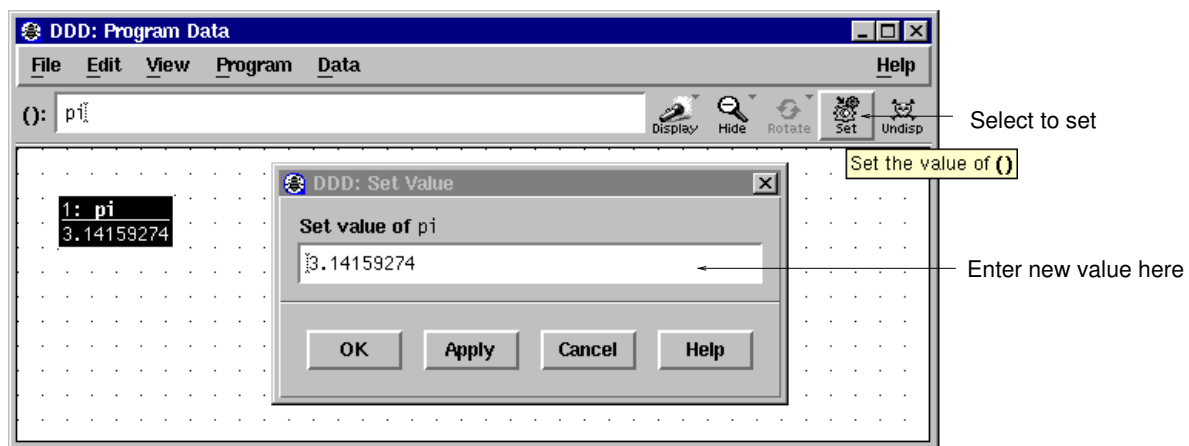 DDD: Program Data
File Edit View Program Data Help
(): pi
Display Hide Rotate Set Undisp
Select to set
Set the value of ()
DDD: Set Value
1: pi
3.14159274
Set value of pi
3.14159274
Enter new value here
OK Apply Cancel Help